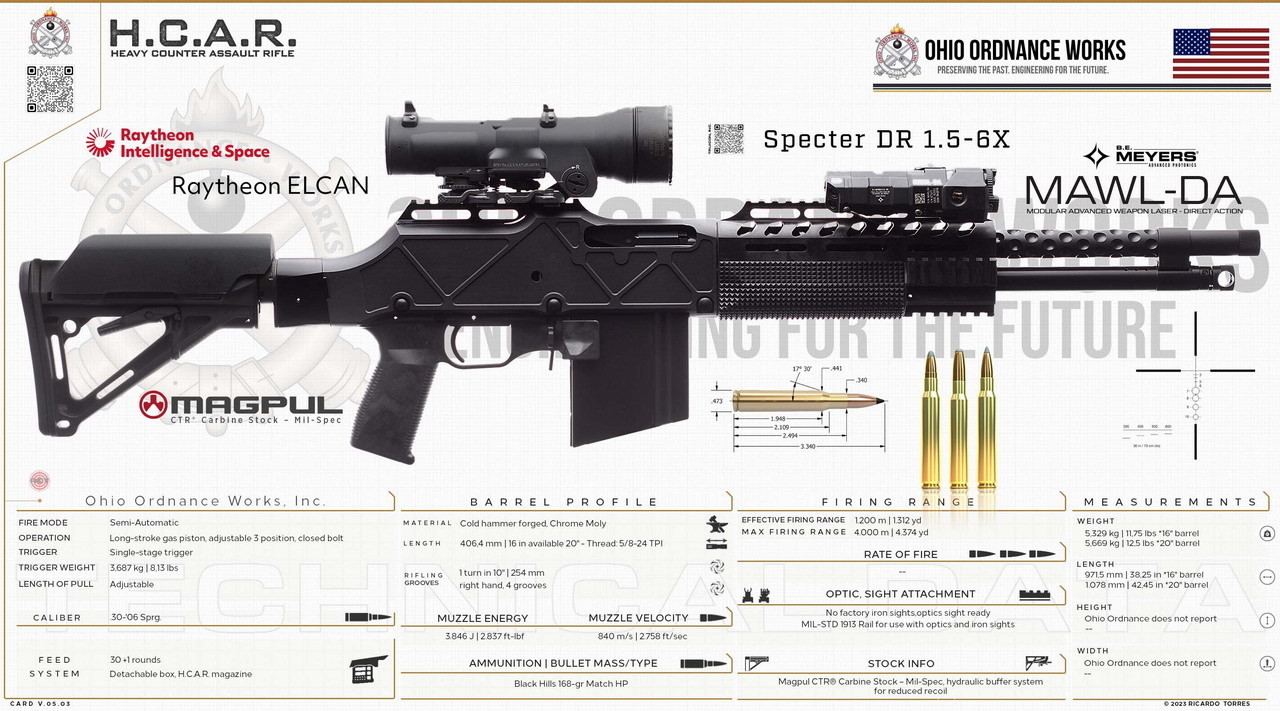 H.C.A.R.
HEAVY COUNTER ASSAULT RIFLE
OHIO ORDNANCE WORKS
PRESERVING THE PAST. ENGINEERING FOR THE FUTURE.
Raytheon
Intelligence & Space
Raytheon ELCAN
Specter DR 1.5-6X
B.E.
MEYERS
ADVANCED PHOTONICS
MAWL-DA
MODULAR ADVANCED WEAPON LASER - DIRECT ACTION
MAGPUL
CTR® Carbine Stock – Mil-Spec
17° 30'
.441
.340
.473
1.948
2.109
2.494
3.340
Ohio Ordnance Works, Inc.
FIRE MODE Semi-Automatic
OPERATION Long-stroke gas piston, adjustable 3 position, closed bolt
TRIGGER Single-stage trigger
TRIGGER WEIGHT 3,687 kg | 8,13 lbs
LENGTH OF PULL Adjustable
CALIBER .30-'06 Sprg.
FEED
SYSTEM
30 +1 rounds
Detachable box, H.C.A.R. magazine
BARREL PROFILE
MATERIAL Cold hammer forged, Chrome Moly
LENGTH 406,4 mm | 16 in available 20" - Thread: 5/8-24 TPI
RIFLING
GROOVES
1 turn in 10" | 254 mm
right hand, 4 grooves
MUZZLE ENERGY MUZZLE VELOCITY
3.846 J | 2.837 ft-lbf 840 m/s | 2.758 ft/sec
AMMUNITION | BULLET MASS/TYPE
Black Hills 168-gr Match HP
FIRING RANGE
EFFECTIVE FIRING RANGE 1.200 m | 1.312 yd
MAX FIRING RANGE 4.000 m | 4.374 yd
RATE OF FIRE
--
OPTIC, SIGHT ATTACHMENT
No factory iron sights,optics sight ready
MIL-STD 1913 Rail for use with optics and iron sights
STOCK INFO
Magpul CTR® Carbine Stock – Mil-Spec, hydraulic buffer system
for reduced recoil
MEASUREMENTS
WEIGHT
5,329 kg | 11,75 lbs "16" barrel
5,669 kg | 12,5 lbs "20" barrel
LENGTH
971,5 mm | 38,25 in "16" barrel
1.078 mm | 42,45 in "20" barrel
HEIGHT
Ohio Ordnance does not report
--
WIDTH
Ohio Ordnance does not report
--
TECHNICAL DATA
CARD V.05.03
© 2023 RICARDO TORRES